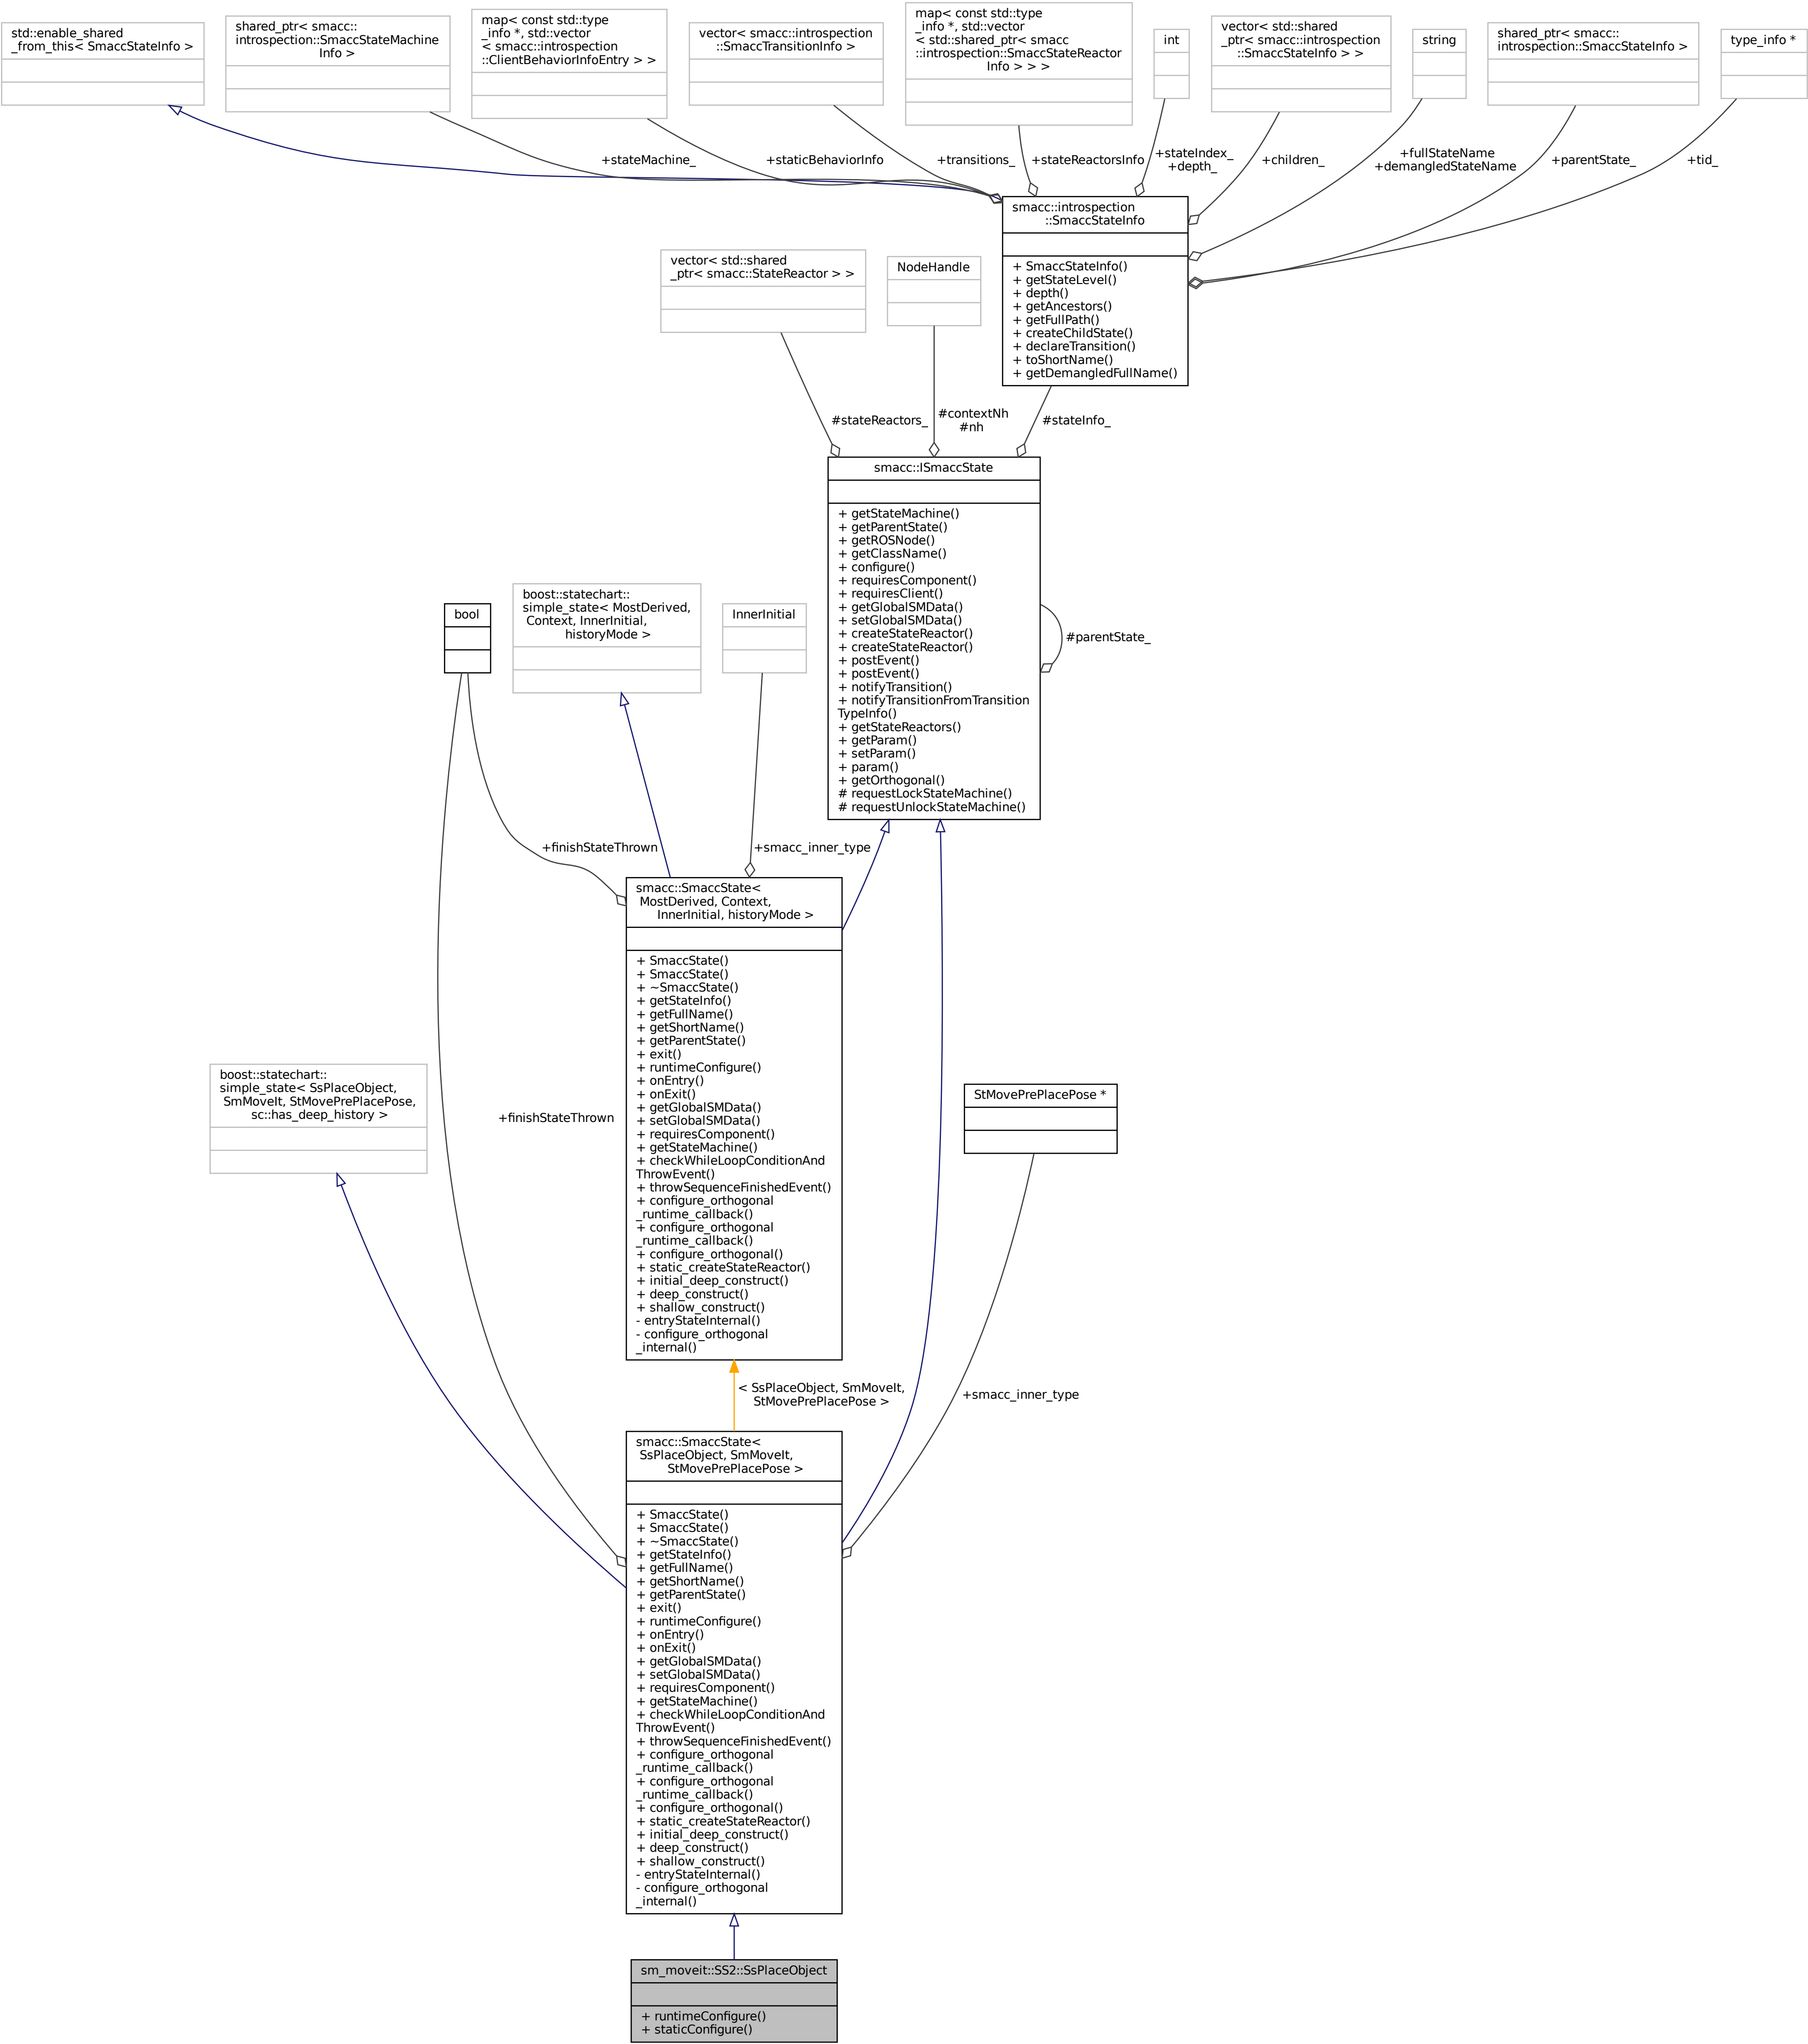 std::enable_shared
_from_this< SmaccStateInfo >
shared_ptr< smacc::
introspection::SmaccStateMachine
Info >
map< const std::type
_info *, std::vector
< smacc::introspection
::ClientBehaviorInfoEntry > >
vector< smacc::introspection
::SmaccTransitionInfo >
map< const std::type
_info *, std::vector
< std::shared_ptr< smacc
::introspection::SmaccStateReactor
Info > > >
int
vector< std::shared
_ptr< smacc::introspection
::SmaccStateInfo > >
string
shared_ptr< smacc::
introspection::SmaccStateInfo >
type_info *
+stateMachine_
+staticBehaviorInfo
+transitions_
+stateReactorsInfo
+stateIndex_
+depth_
+children_
+fullStateName
+demangledStateName
+parentState_
+tid_
smacc::introspection
::SmaccStateInfo
+ SmaccStateInfo()
+ getStateLevel()
+ depth()
+ getAncestors()
+ getFullPath()
+ createChildState()
+ declareTransition()
+ toShortName()
+ getDemangledFullName()
vector< std::shared
_ptr< smacc::StateReactor > >
NodeHandle
#stateReactors_
#contextNh
#nh
#stateInfo_
smacc::ISmaccState
+ getStateMachine()
+ getParentState()
+ getROSNode()
+ getClassName()
+ configure()
+ requiresComponent()
+ requiresClient()
+ getGlobalSMData()
+ setGlobalSMData()
+ createStateReactor()
+ createStateReactor()
+ postEvent()
+ postEvent()
+ notifyTransition()
+ notifyTransitionFromTransition
TypeInfo()
+ getStateReactors()
+ getParam()
+ setParam()
+ param()
+ getOrthogonal()
# requestLockStateMachine()
# requestUnlockStateMachine()
#parentState_
bool
boost::statechart::
simple_state< MostDerived,
Context, InnerInitial,
historyMode >
InnerInitial
+finishStateThrown
+smacc_inner_type
smacc::SmaccState<
MostDerived, Context,
InnerInitial, historyMode >
+ SmaccState()
+ SmaccState()
+ ~SmaccState()
+ getStateInfo()
+ getFullName()
+ getShortName()
+ getParentState()
+ exit()
+ runtimeConfigure()
+ onEntry()
+ onExit()
+ getGlobalSMData()
+ setGlobalSMData()
+ requiresComponent()
+ getStateMachine()
+ checkWhileLoopConditionAnd
ThrowEvent()
+ throwSequenceFinishedEvent()
+ configure_orthogonal
_runtime_callback()
+ configure_orthogonal
_runtime_callback()
+ configure_orthogonal()
+ static_createStateReactor()
+ initial_deep_construct()
+ deep_construct()
+ shallow_construct()
- entryStateInternal()
- configure_orthogonal
_internal()
boost::statechart::
simple_state< SsPlaceObject,
SmMoveIt, StMovePrePlacePose,
sc::has_deep_history >
+finishStateThrown
StMovePrePlacePose *
< SsPlaceObject, SmMoveIt,
StMovePrePlacePose >
+smacc_inner_type
smacc::SmaccState<
SsPlaceObject, SmMoveIt,
StMovePrePlacePose >
+ SmaccState()
+ SmaccState()
+ ~SmaccState()
+ getStateInfo()
+ getFullName()
+ getShortName()
+ getParentState()
+ exit()
+ runtimeConfigure()
+ onEntry()
+ onExit()
+ getGlobalSMData()
+ setGlobalSMData()
+ requiresComponent()
+ getStateMachine()
+ checkWhileLoopConditionAnd
ThrowEvent()
+ throwSequenceFinishedEvent()
+ configure_orthogonal
_runtime_callback()
+ configure_orthogonal
_runtime_callback()
+ configure_orthogonal()
+ static_createStateReactor()
+ initial_deep_construct()
+ deep_construct()
+ shallow_construct()
- entryStateInternal()
- configure_orthogonal
_internal()
sm_moveit::SS2::SsPlaceObject
+ runtimeConfigure()
+ staticConfigure()